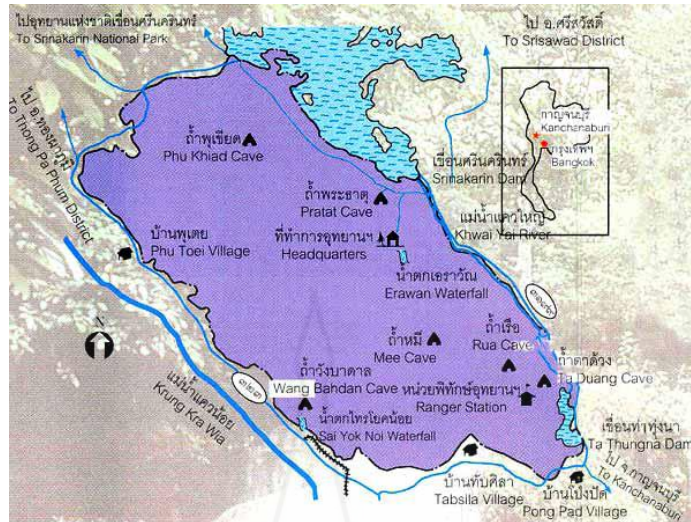 ไปอุทยานแห่งชาติเขื่อนศรีนครินทร์
To Srinakarin National Park
ไป อ.ศรีสวัสดิ์
To Srisawad District
ไป อ.ทองผาภูมิ
To Thong Pa Phum District
กาญจนบุรี
Kanchanaburi
กรุงเทพฯ
Bangkok
ถ้ำพุเขียด
Phu Khiad Cave
เขื่อนศรีนครินทร์
Srinakarin Dam
ถ้ำพระธาตุ
Pratat Cave
แม่น้ำแควใหญ่
Khwai Yai River
บ้านพุเตย
Phu Toei Village
ที่ทำการอุทยานฯ
Headquarters
น้ำตกเอราวัณ
Erawan Waterfall
๓๑๙๙
N
ถ้ำหมี
Mee Cave
ถ้ำเรือ
Rua Cave
ถ้ำตาด้วง
Ta Duang Cave
ถ้ำวังบาดาล
Wang Bahdan Cave
หน่วยพิทักษ์อุทยานฯ
Ranger Station
๓๒๓
แม่น้ำแควน้อย
Krung Kra Wia
น้ำตกไทรโยคน้อย
Sai Yok Noi Waterfall
เขื่อนท่าทุ่งนา
Ta Thungna Dam
ไป จ.กาญจนบุรี
To Kanchanaburi
บ้านทับศิลา
Tabsila Village
บ้านโป่งปัด
Pong Pad Village